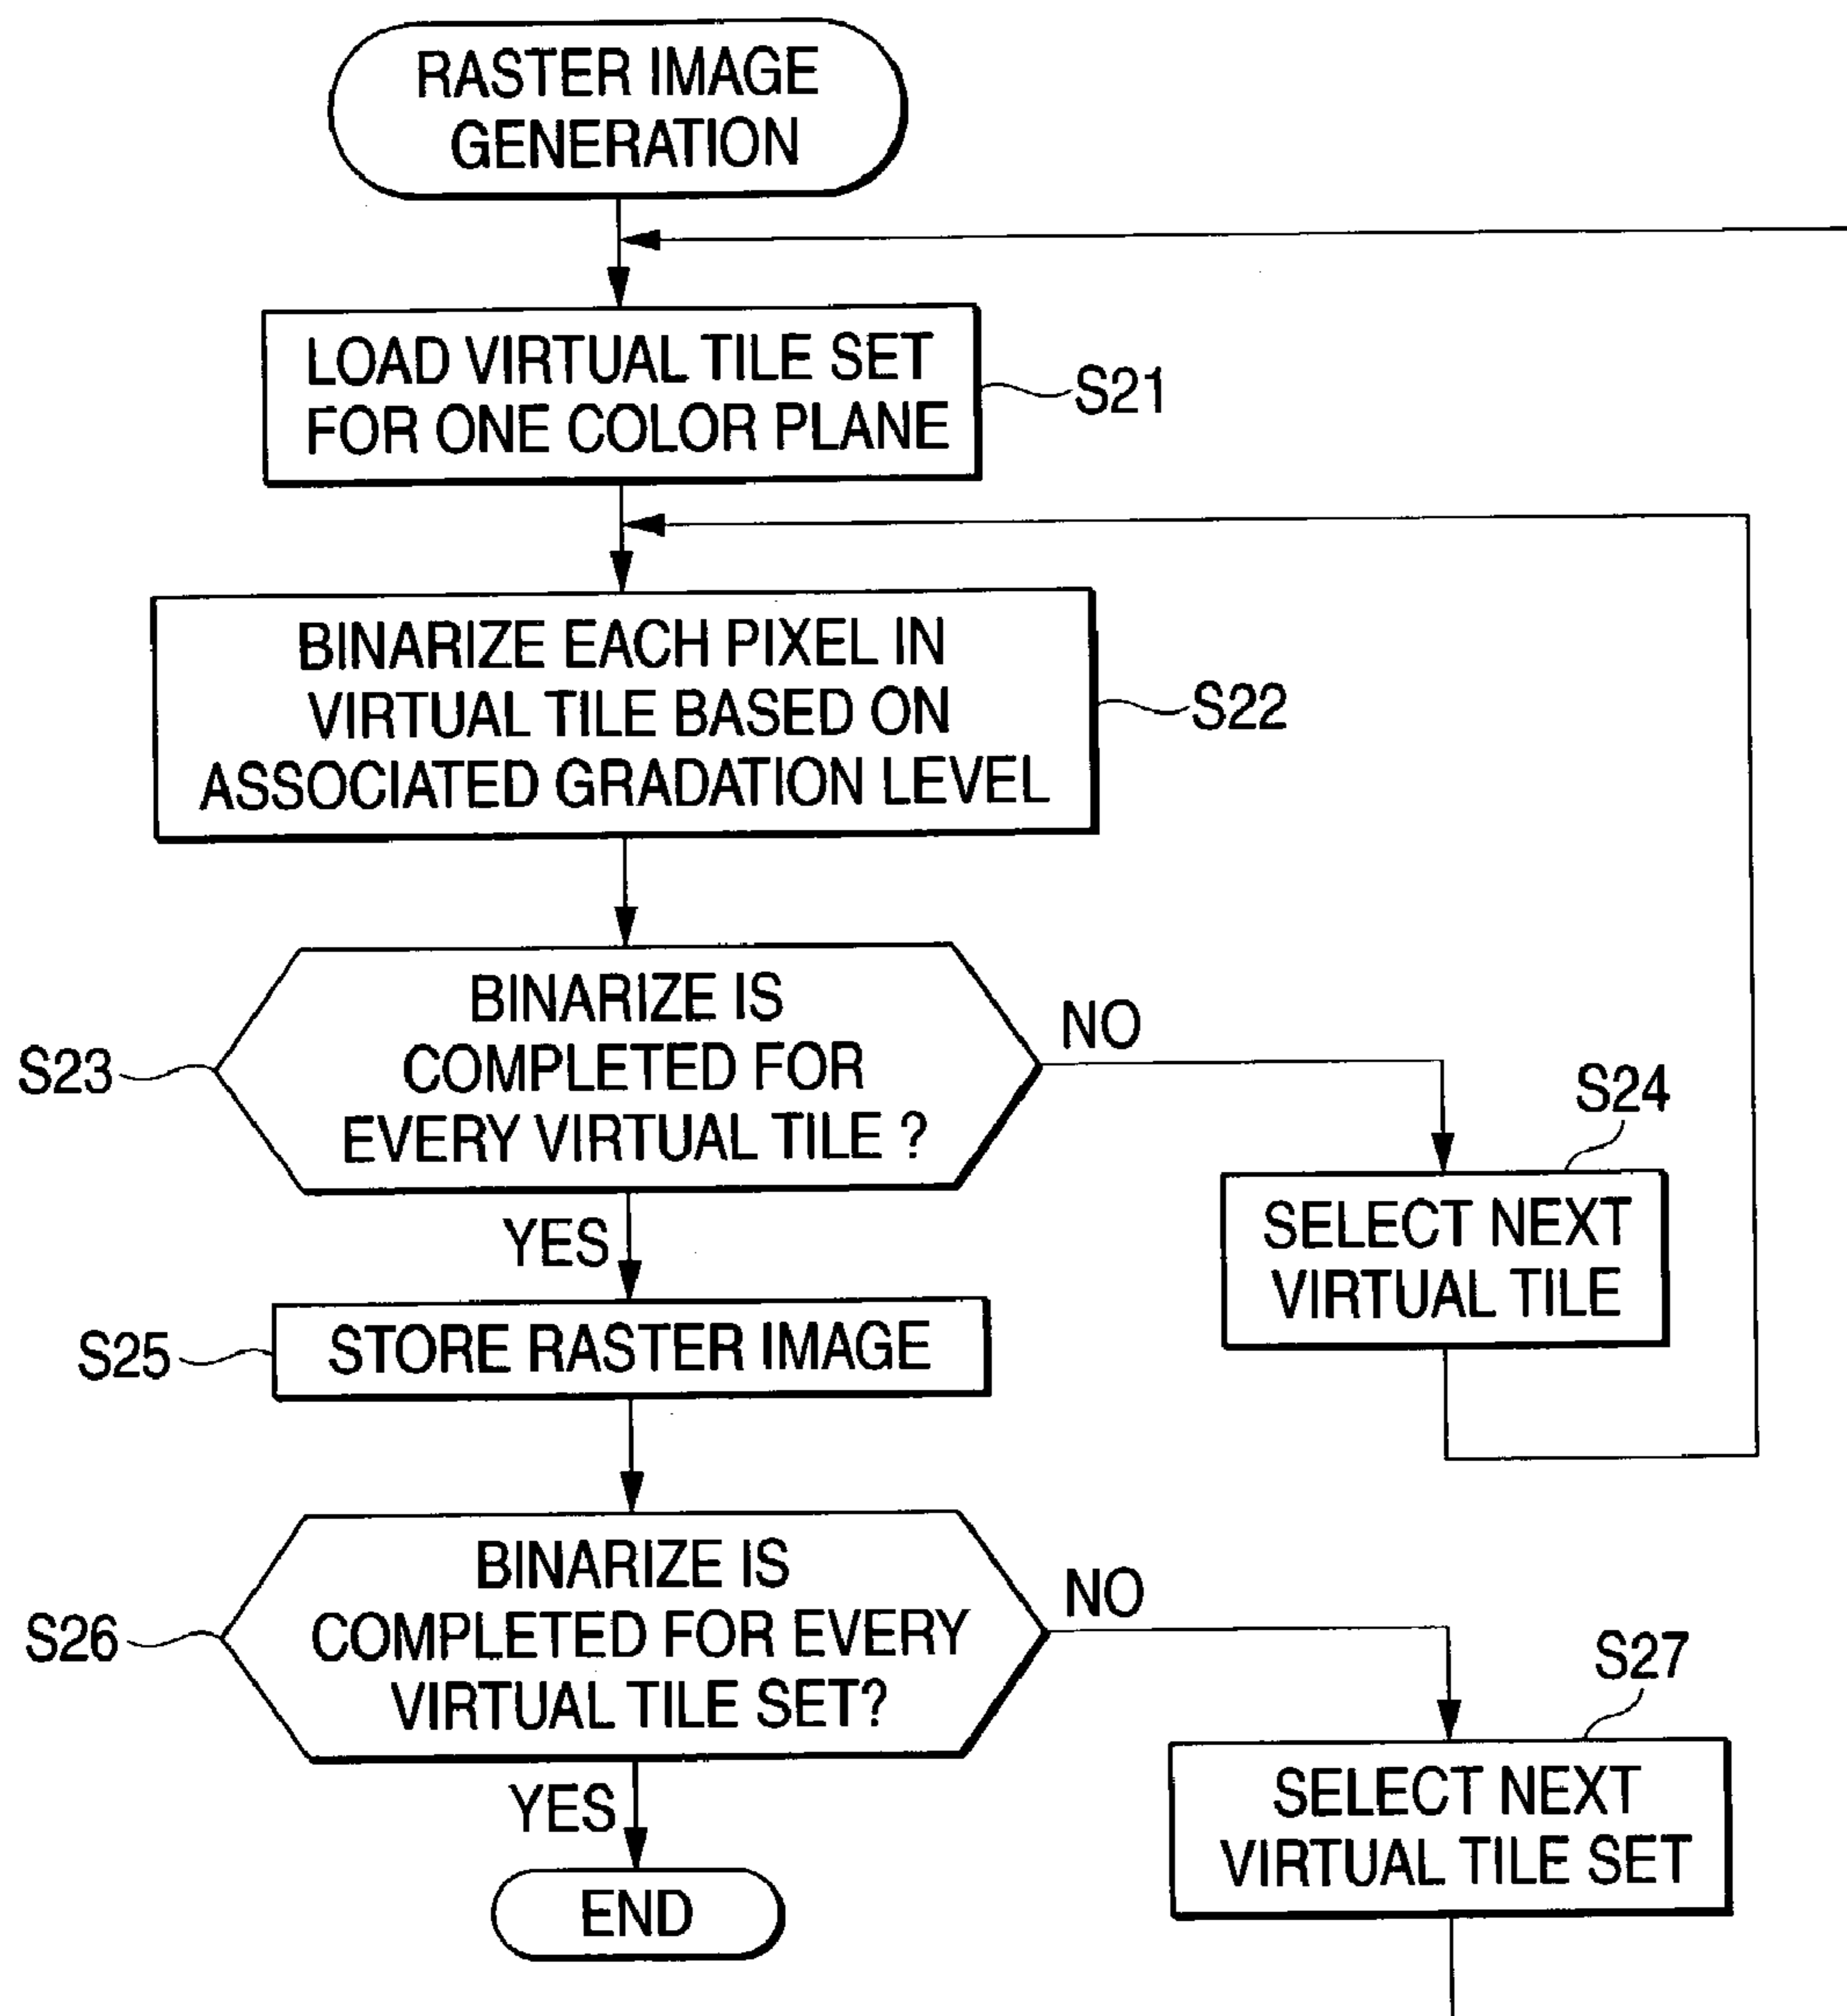 RASTER IMAGE
GENERATION
LOAD VIRTUAL TILE SET
FOR ONE COLOR PLANE
S21
BINARIZE EACH PIXEL IN
VIRTUAL TILE BASED ON
ASSOCIATED GRADATION LEVEL
S22
BINARIZE IS
COMPLETED FOR
EVERY VIRTUAL TILE ?
S23
NO
S24
SELECT NEXT
VIRTUAL TILE
YES
S25
STORE RASTER IMAGE
BINARIZE IS
COMPLETED FOR EVERY
VIRTUAL TILE SET?
S26
NO
S27
SELECT NEXT
VIRTUAL TILE SET
YES
END